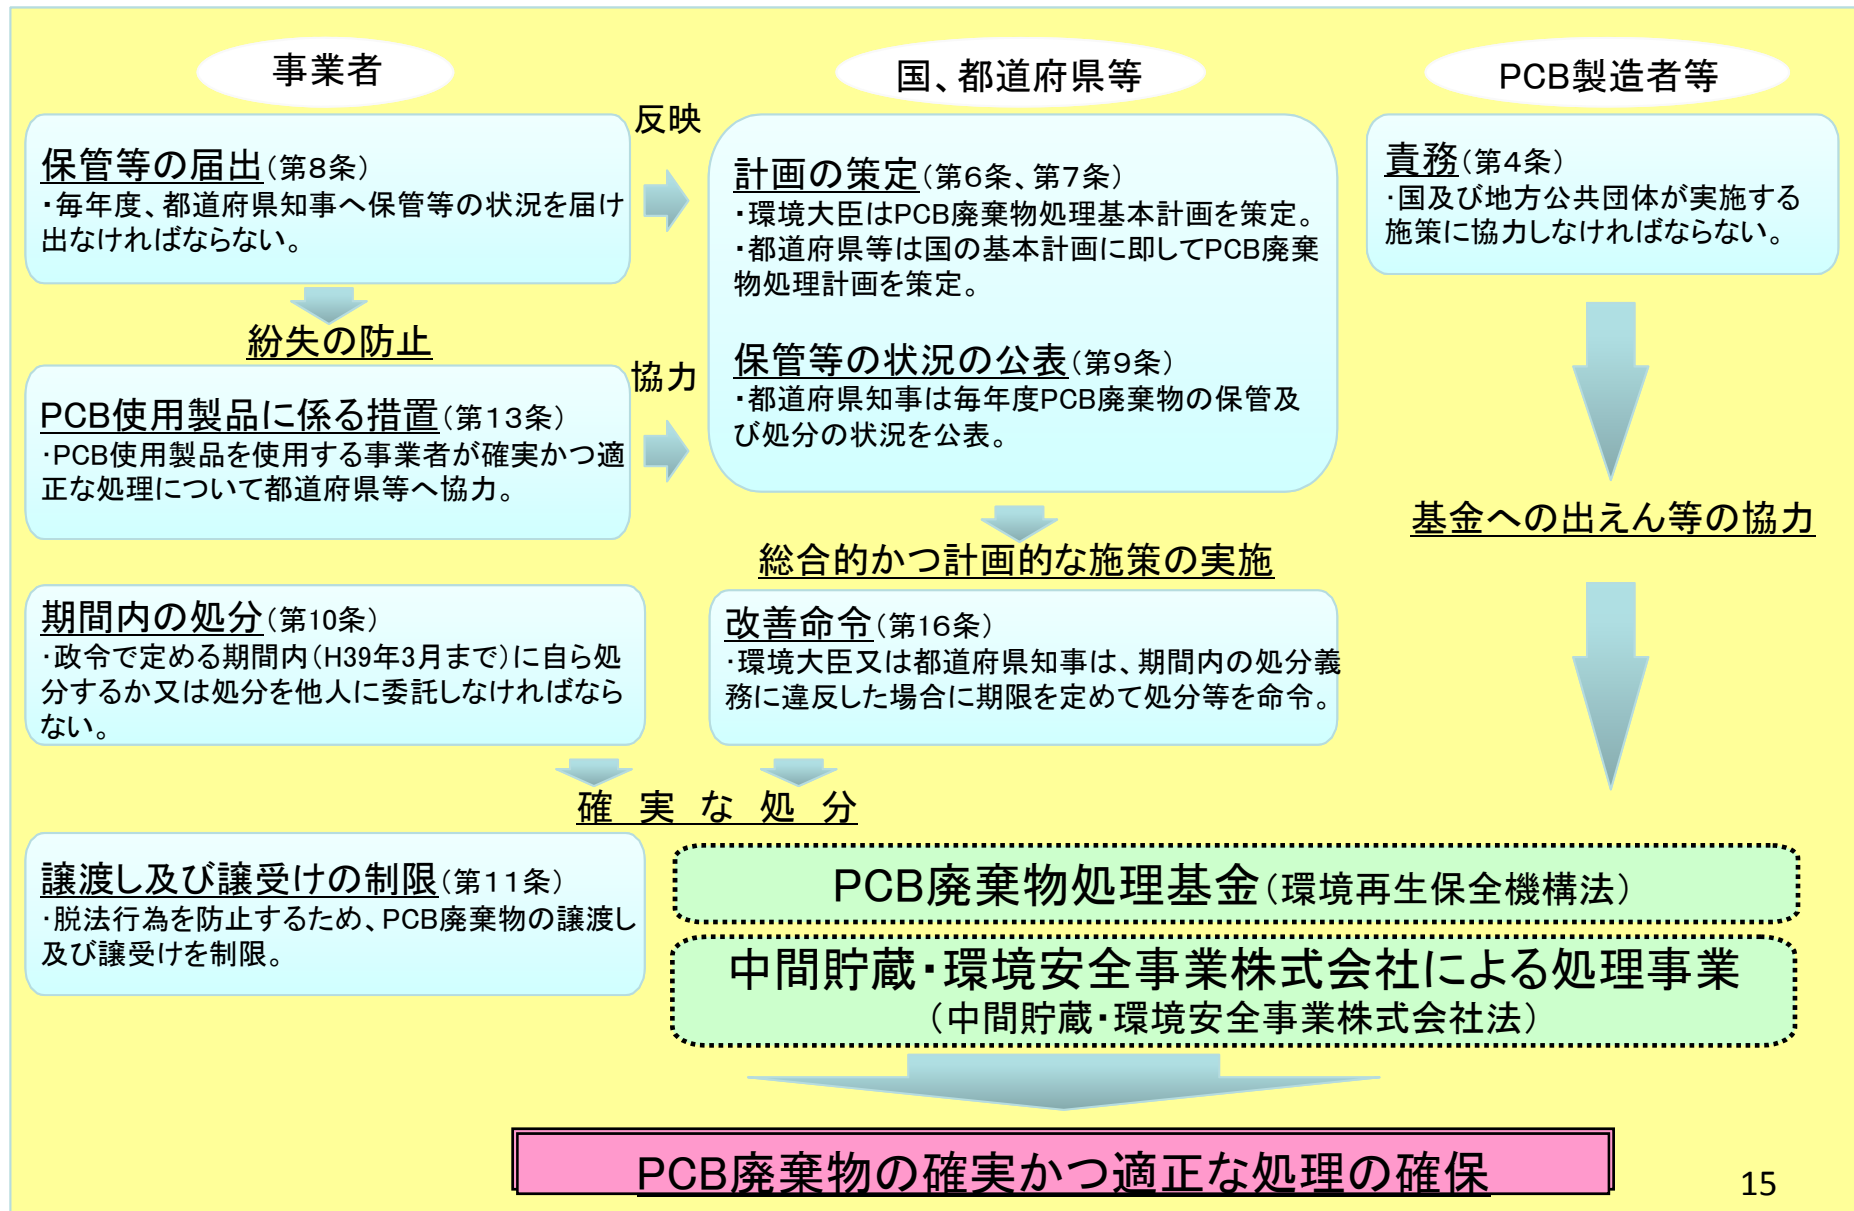 事業者
保管等の届出(第8条)
・毎年度、都道府県知事へ保管等の状況を届け
出なければならない。
紛失の防止
PCB使用製品に係る措置(第13条)
・PCB使用製品を使用する事業者が確実かつ適
正な処理について都道府県等へ協力。
期間内の処分(第10条)
・政令で定める期間内(H39年3月まで)に自ら処
分するか又は処分を他人に委託しなければなら
ない。
反映
協力
国、都道府県等
計画の策定(第6条、第7条)
・環境大臣はPCB廃棄物処理基本計画を策定。
・都道府県等は国の基本計画に即してPCB廃棄
物処理計画を策定。
保管等の状況の公表(第9条)
・都道府県知事は毎年度PCB廃棄物の保管及
び処分の状況を公表。
総合的かつ計画的な施策の実施
改善命令(第16条)
・環境大臣又は都道府県知事は、期間内の処分義
務に違反した場合に期限を定めて処分等を命令。
確 実 な 処 分
譲渡し及び譲受けの制限(第11条)
・脱法行為を防止するため、PCB廃棄物の譲渡し
及び譲受けを制限。
PCB製造者等
責務(第4条)
・国及び地方公共団体が実施する
施策に協力しなければならない。
基金への出えん等の協力
PCB廃棄物処理基金(環境再生保全機構法)
中間貯蔵・環境安全事業株式会社による処理事業
(中間貯蔵・環境安全事業株式会社法)
PCB廃棄物の確実かつ適正な処理の確保
15